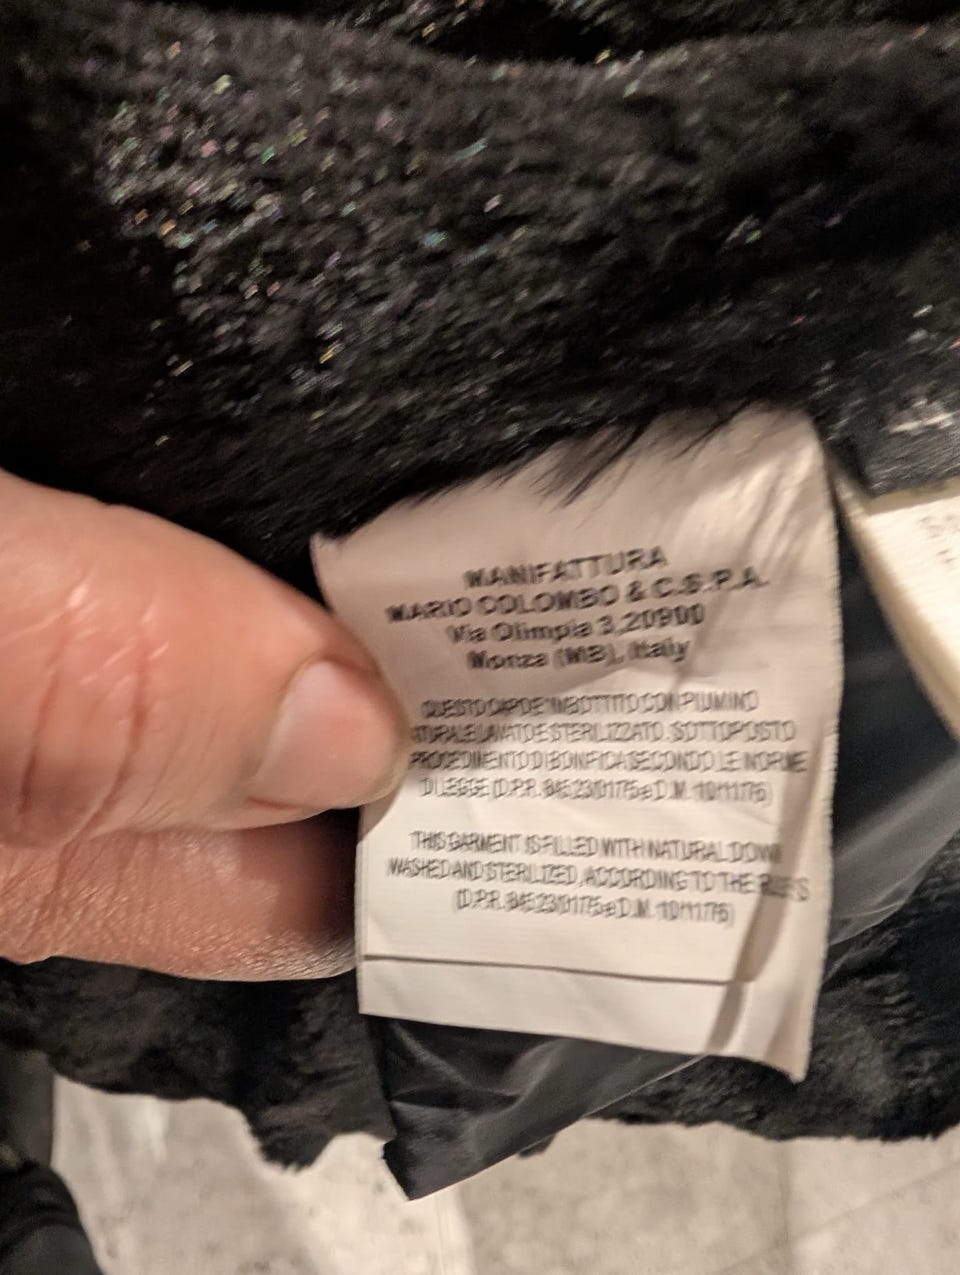 MANIFATTURA
MARIO COLOMBO & C.S.P.A.
Via Olimpia 3,20900
Monza (MB), Italy
QUESTO CAPO E' IMBOTTITO CON PIUMINO
ATURALE LAVATO E STERILIZZATO. SOTTOPOSTO
PROCEDIMENTO DI BONIFICA SECONDO LE NORME
DI LEGGE (D.P.R. 845 23/01/75 e D.M. 10/11/76)
THIS GARMENT IS FILLED WITH NATURAL DOWN
WASHED AND STERILIZED, ACCORDING TO THE
(D.P.R. 845 23/01/75 e D.M. 10/11/76)